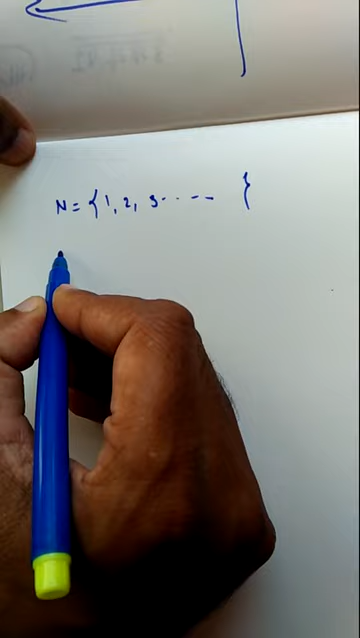 N = { 1, 2, 3 - - - - - }